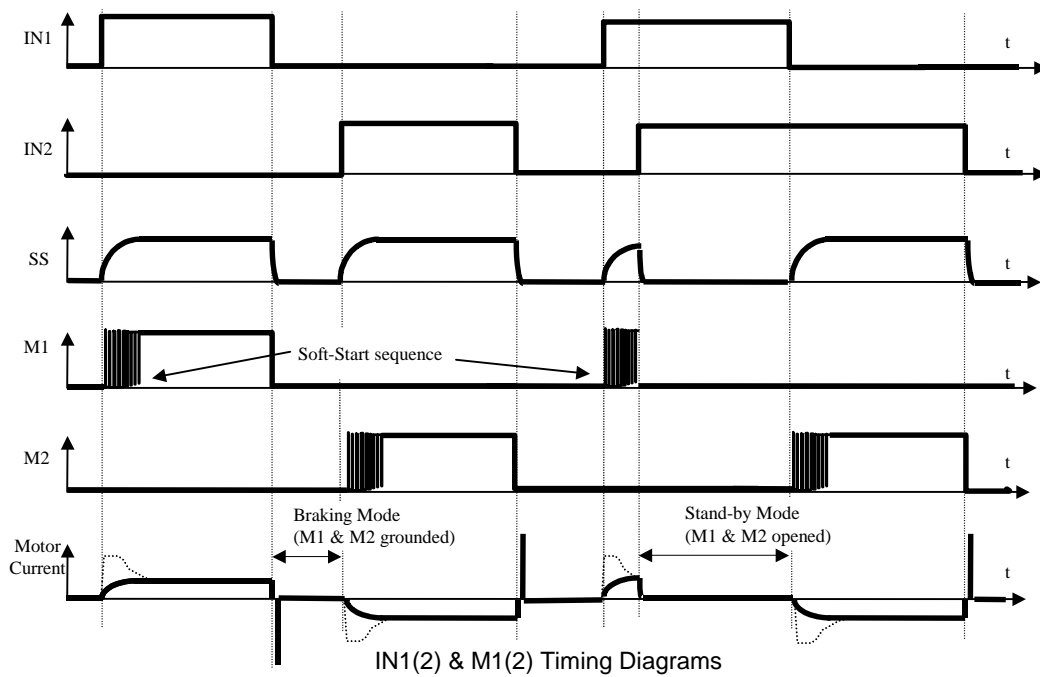 IN1
t
IN2
t
SS
t
M1
Soft-Start sequence
t
M2
t
Braking Mode
(M1 & M2 grounded)
Stand-by Mode
(M1 & M2 opened)
Motor
Current
t
IN1(2) & M1(2) Timing Diagrams